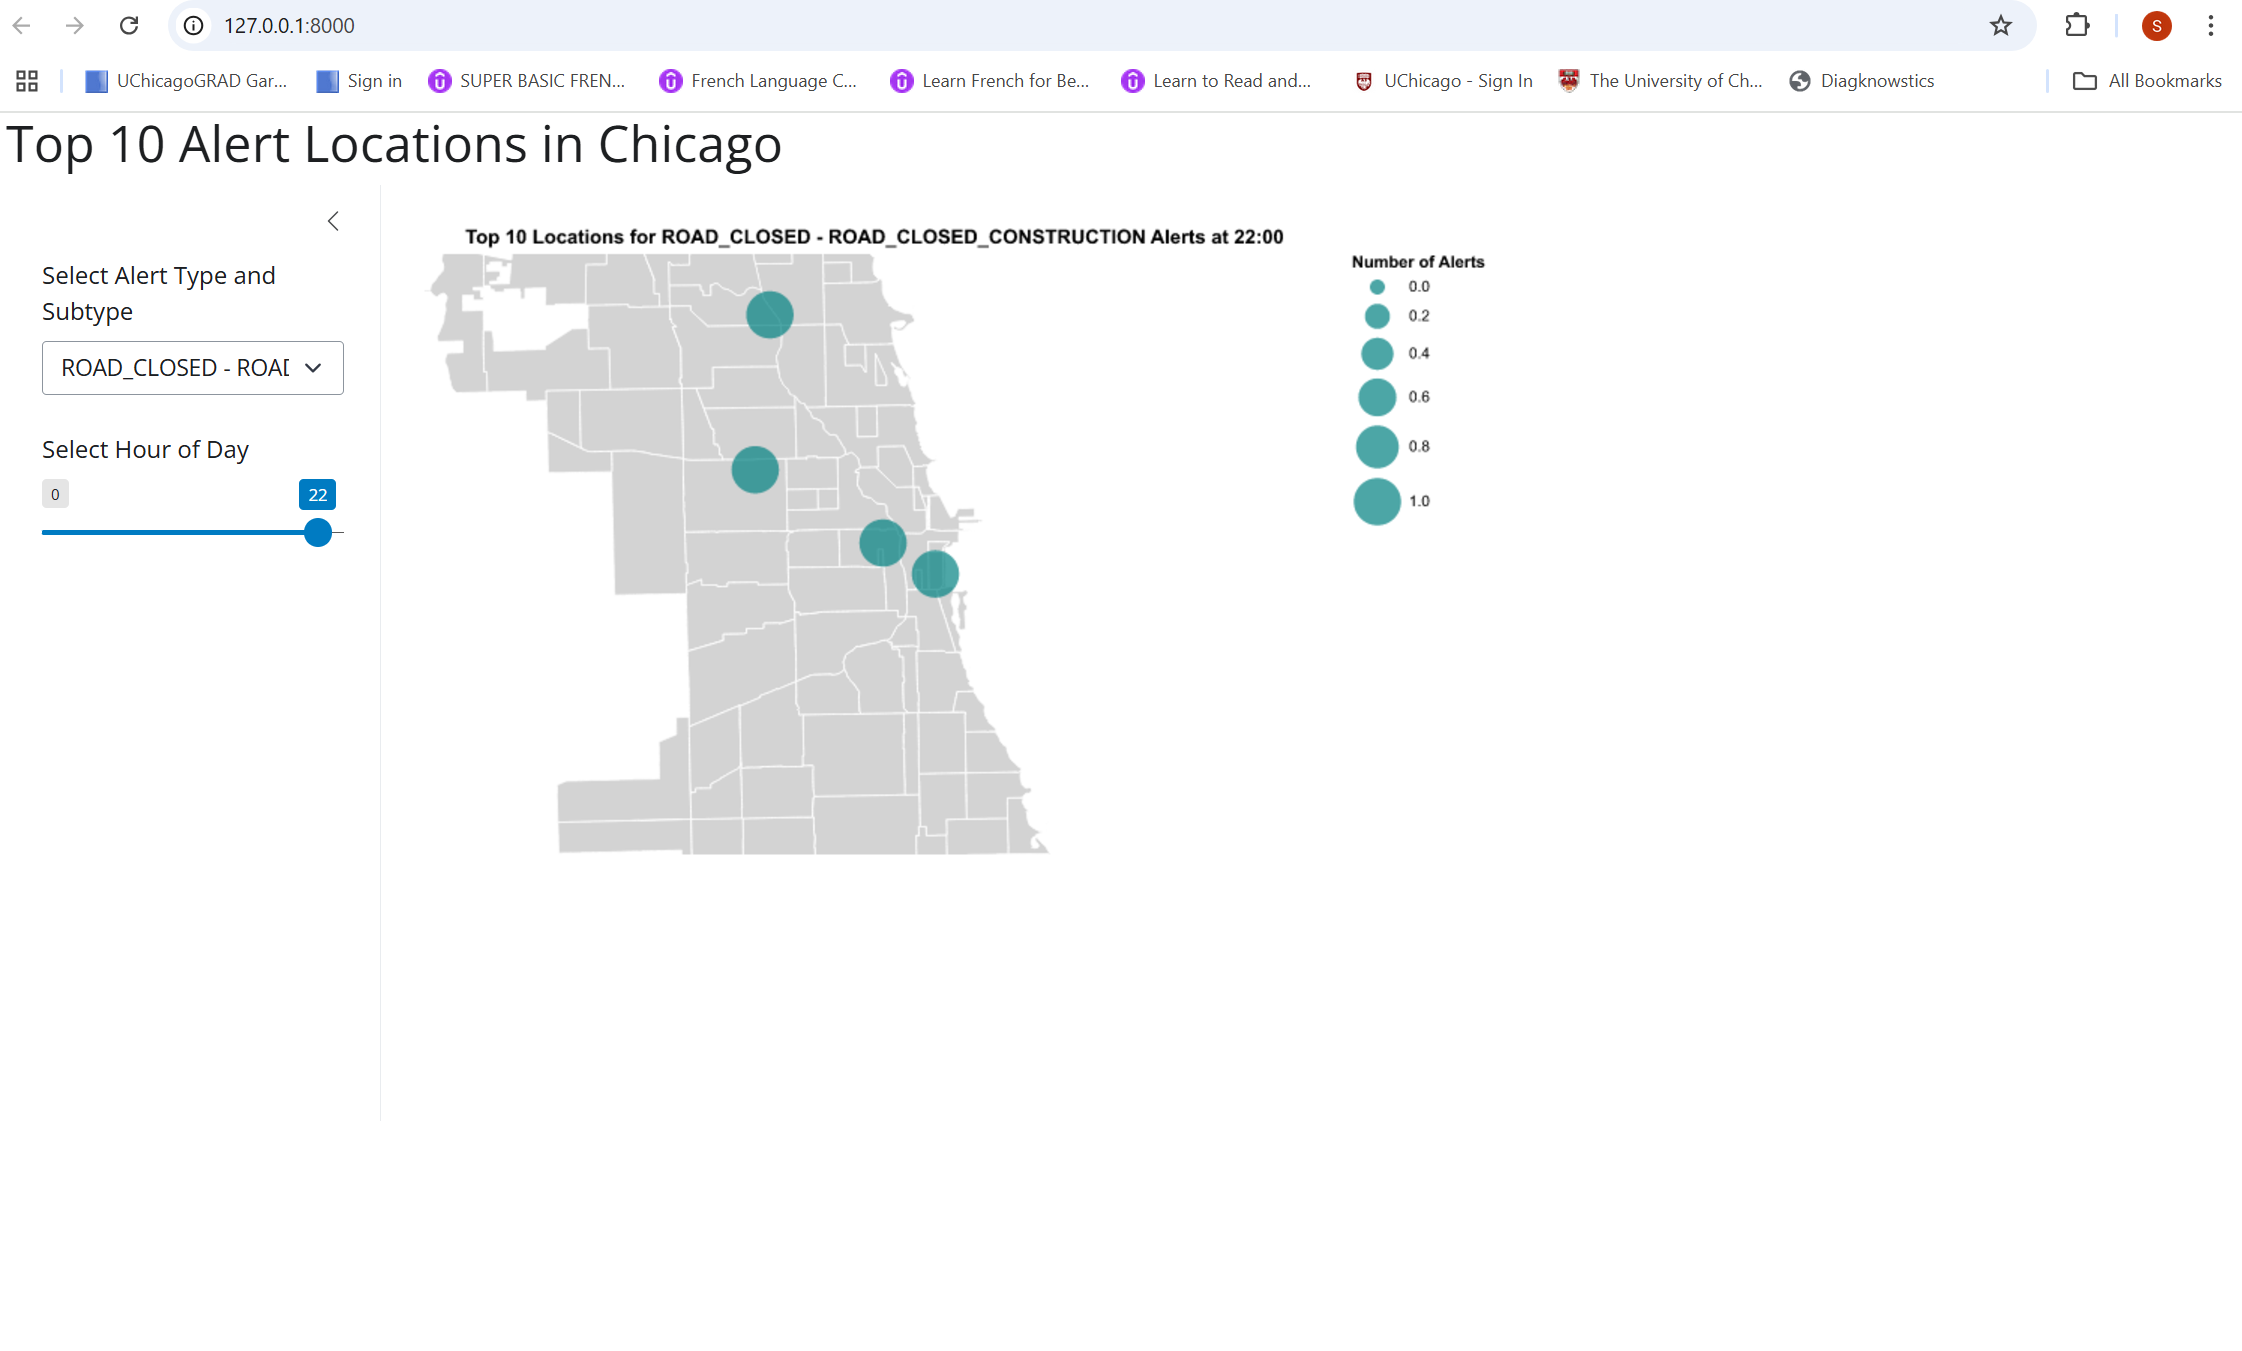 127.0.0.1:8000
S
UChicagoGRAD Gar...
Sign in
SUPER BASIC FREN...
French Language C...
Learn French for Be...
Learn to Read and...
UChicago - Sign In
The University of Ch...
Diagknowstics
All Bookmarks
Top 10 Alert Locations in Chicago
Select Alert Type and
Subtype
ROAD_CLOSED - ROAD
Select Hour of Day
0
22
Top 10 Locations for ROAD_CLOSED - ROAD_CLOSED_CONSTRUCTION Alerts at 22:00
Number of Alerts
0.0
0.2
0.4
0.6
0.8
1.0